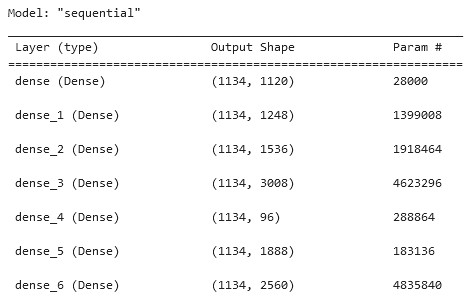 Model: "sequential"
Layer (type) Output Shape Param #
=================================================================
dense (Dense) (1134, 1120) 28000
dense_1 (Dense) (1134, 1248) 1399008
dense_2 (Dense) (1134, 1536) 1918464
dense_3 (Dense) (1134, 3008) 4623296
dense_4 (Dense) (1134, 96) 288864
dense_5 (Dense) (1134, 1888) 183136
dense_6 (Dense) (1134, 2560) 4835840